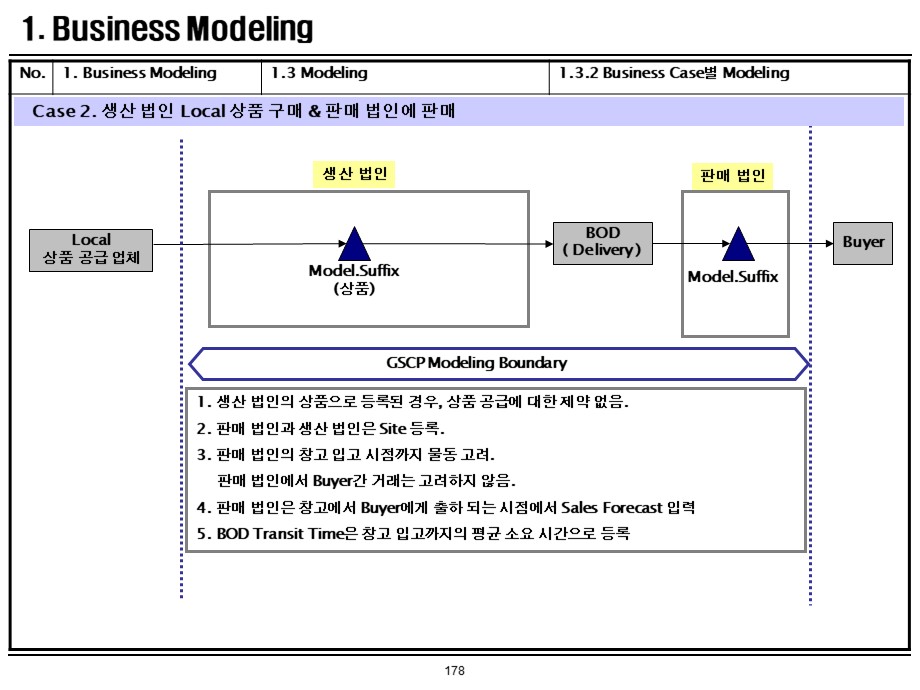 1. Business Modeling
No. 1. Business Modeling 1.3 Modeling 1.3.2 Business Case별 Modeling
Case 2. 생산 법인 Local 상품 구매 & 판매 법인에 판매
생산 법인
판매 법인
Local
상품 공급 업체
Model.Suffix
(상품)
BOD
( Delivery)
Model.Suffix
Buyer
GSCP Modeling Boundary
1. 생산 법인의 상품으로 등록된 경우, 상품 공급에 대한 제약 없음.
2. 판매 법인과 생산 법인은 Site 등록.
3. 판매 법인의 창고 입고 시점까지 물동 고려.
판매 법인에서 Buyer간 거래는 고려하지 않음.
4. 판매 법인은 창고에서 Buyer에게 출하 되는 시점에서 Sales Forecast 입력
5. BOD Transit Time은 창고 입고까지의 평균 소요 시간으로 등록
178